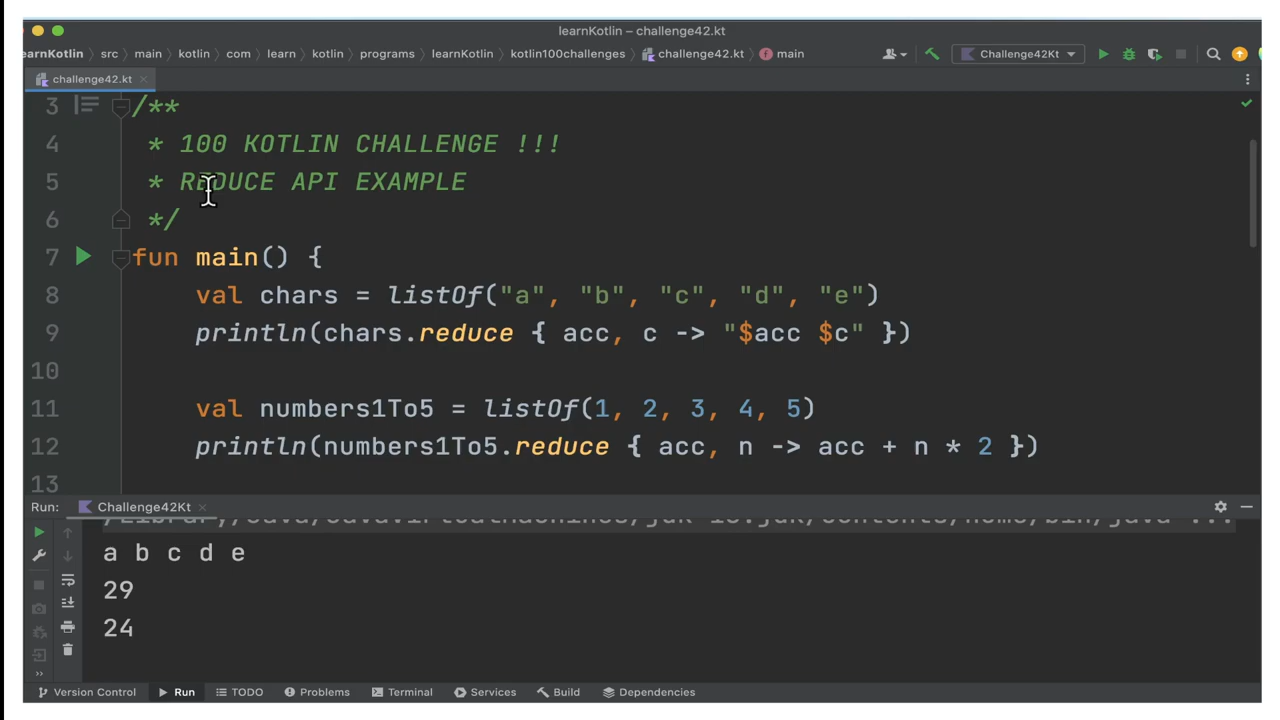 learnKotlin – challenge42.kt
earnKotlin › src › main › kotlin › com › learn › kotlin › programs › learnKotlin › kotlin100challenges › challenge42.kt › main
Challenge42Kt
challenge42.kt
3 /**
4 * 100 KOTLIN CHALLENGE !!!
5 * REDUCE API EXAMPLE
6 */
7 fun main() {
8 val chars = listOf("a", "b", "c", "d", "e")
9 println(chars.reduce { acc, c -> "$acc $c" })
10
11 val numbers1To5 = listOf(1, 2, 3, 4, 5)
12 println(numbers1To5.reduce { acc, n -> acc + n * 2 })
13
Run: Challenge42Kt
a b c d e
29
24
Version Control Run TODO Problems Terminal Services Build Dependencies